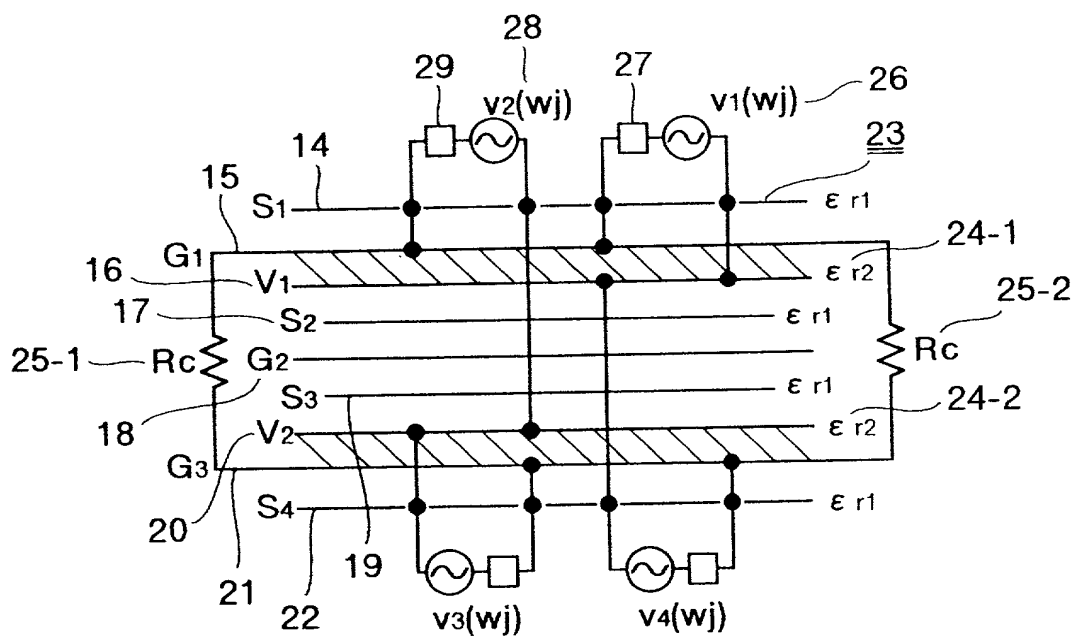 28
29 27
v2(wj) v1(wj) 26
14 23
15 S1 εr1
G1 24-1
16 V1 εr2
17 S2 εr1 25-2
25-1 Rc G2 Rc
S3 εr1
18 24-2
V2 εr2
G3
20 S4 εr1
21 22 19
v3(wj) v4(wj)